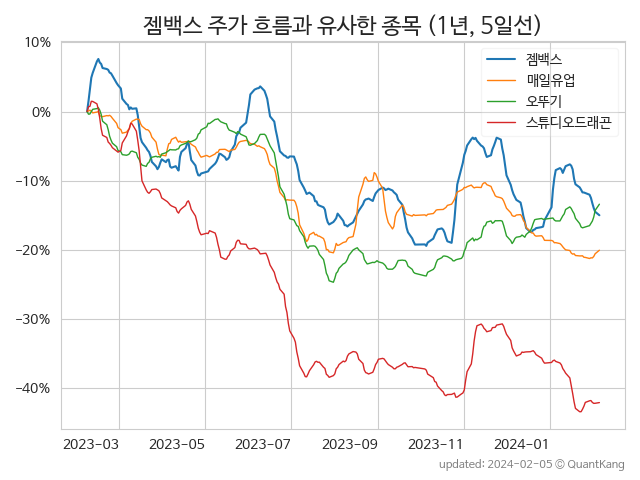 젬백스 주가 흐름과 유사한 종목 (1년, 5일선)
젬백스
매일유업
오뚜기
스튜디오드래곤
10%
0%
−10%
−20%
−30%
−40%
2023-03
2023-05
2023-07
2023-09
2023-11
2024-01
updated: 2024-02-05 © QuantKang